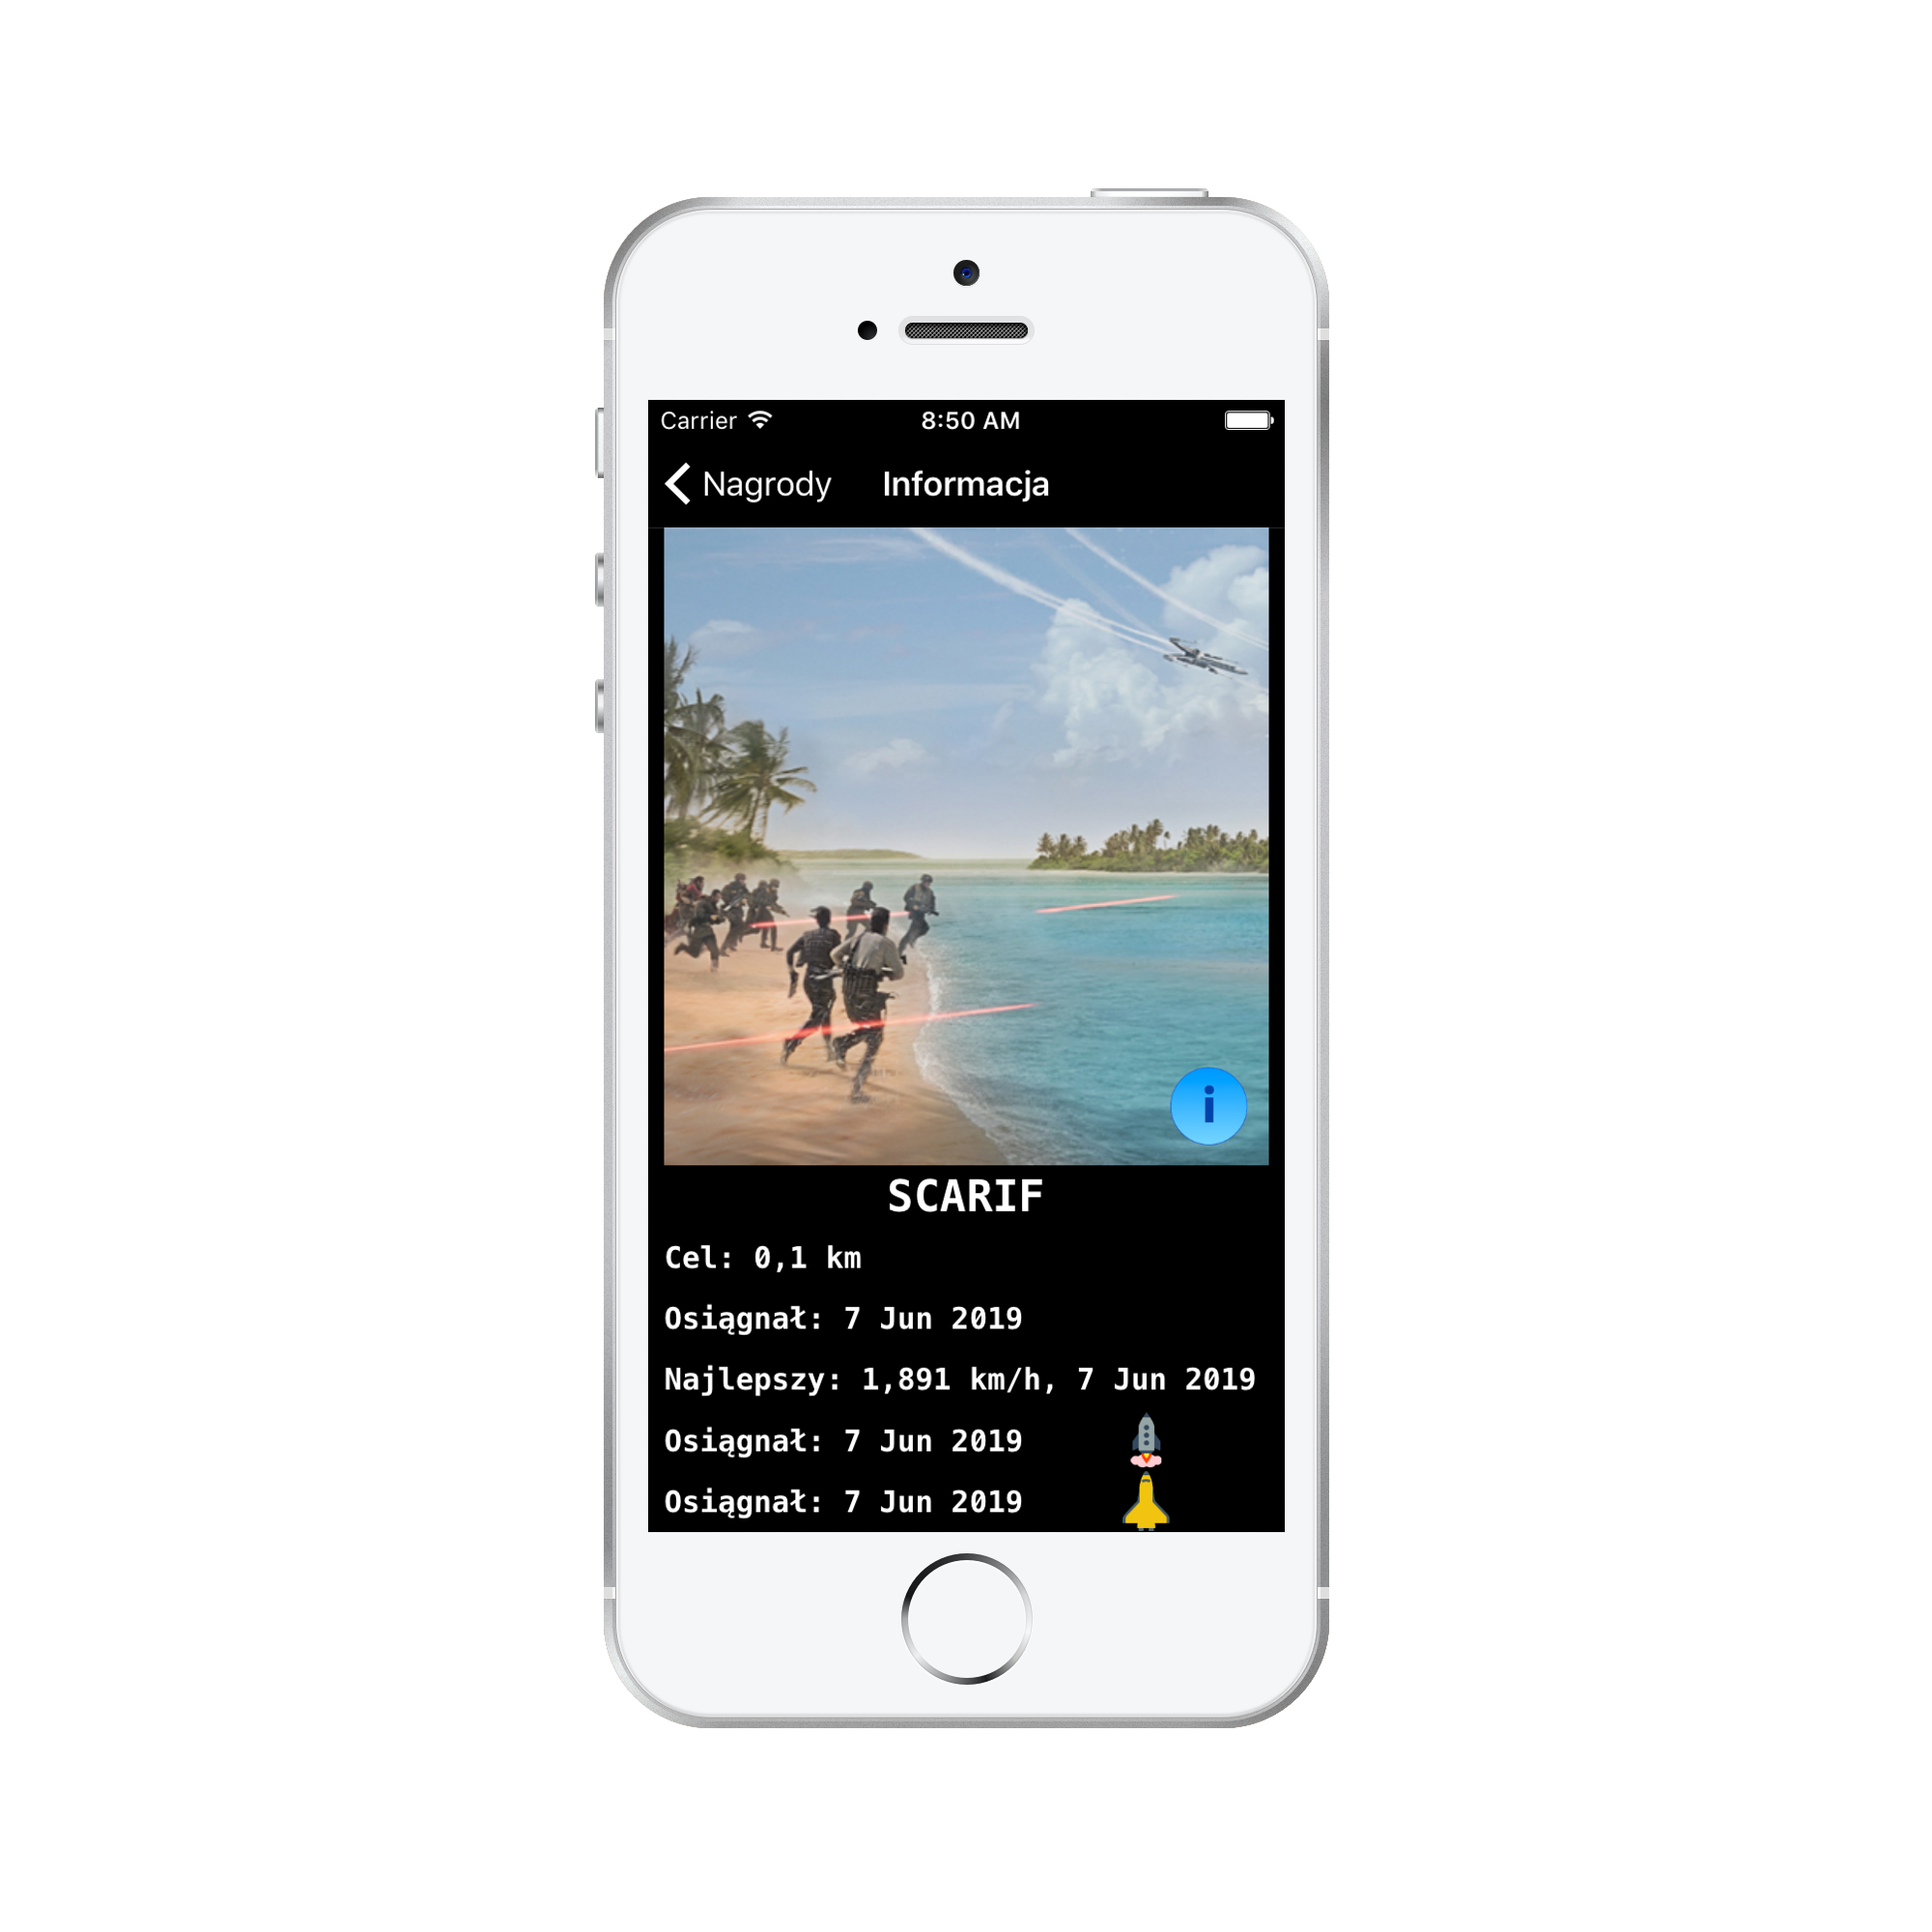 Carrier 8:50 AM
Nagrody Informacja
i
SCARIF
Cel: 0,1 km
Osiągnał: 7 Jun 2019
Najlepszy: 1,891 km/h, 7 Jun 2019
Osiągnał: 7 Jun 2019
Osiągnał: 7 Jun 2019